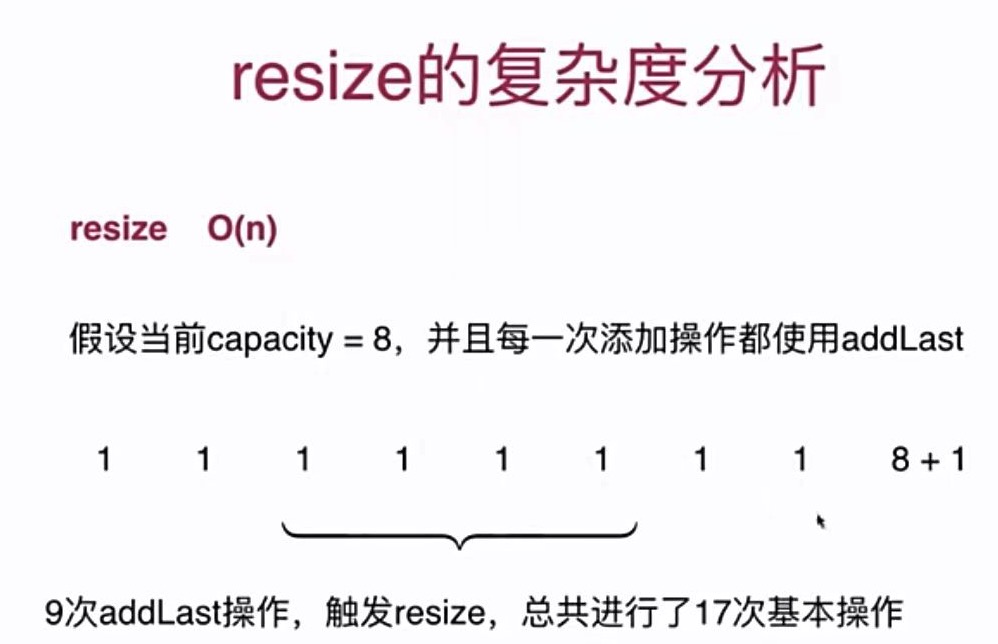 resize的复杂度分析
resize O(n)
假设当前capacity = 8，并且每一次添加操作都使用addLast
1 1 1 1 1 1 1 1 8 + 1
9次addLast操作，触发resize，总共进行了17次基本操作